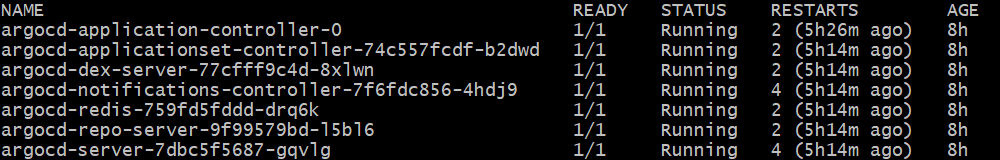 NAME READY STATUS RESTARTS AGE
argocd-application-controller-0 1/1 Running 2 (5h26m ago) 8h
argocd-applicationset-controller-74c557fcdf-b2dwd 1/1 Running 2 (5h14m ago) 8h
argocd-dex-server-77cfff9c4d-8xlwn 1/1 Running 2 (5h14m ago) 8h
argocd-notifications-controller-7f6fdc856-4hdj9 1/1 Running 4 (5h14m ago) 8h
argocd-redis-759fd5fddd-drq6k 1/1 Running 2 (5h14m ago) 8h
argocd-repo-server-9f99579bd-l5bl6 1/1 Running 2 (5h14m ago) 8h
argocd-server-7dbc5f5687-gqvlg 1/1 Running 4 (5h14m ago) 8h